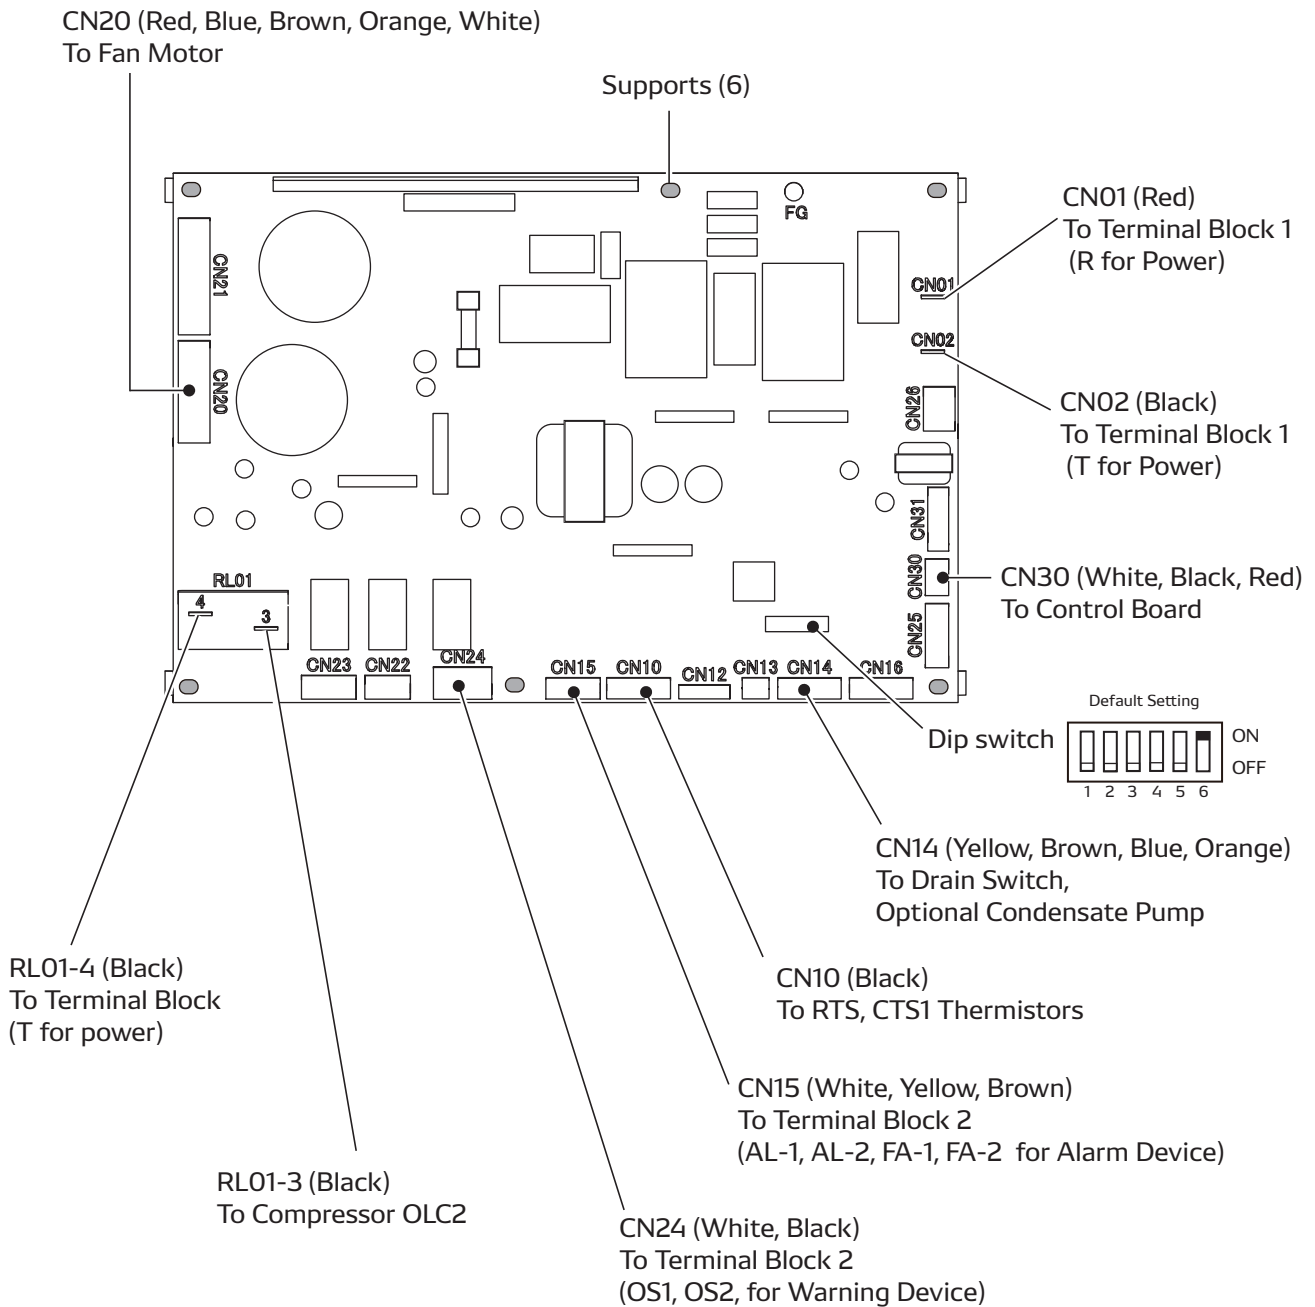 CN20 (Red, Blue, Brown, Orange, White)
To Fan Motor
Supports (6)
FG
CN01 (Red)
To Terminal Block 1
(R for Power)
CN21
CN01
CN02
CN20
CN26
CN02 (Black)
To Terminal Block 1
(T for Power)
CN31
CN30
CN30 (White, Black, Red)
To Control Board
RL01
4
3
CN25
CN23
CN22
CN24
CN15
CN10
CN12
CN13
CN14
CN16
Default Setting
Dip switch
ON
OFF
1 2 3 4 5 6
CN14 (Yellow, Brown, Blue, Orange)
To Drain Switch,
Optional Condensate Pump
RL01-4 (Black)
To Terminal Block
(T for power)
CN10 (Black)
To RTS, CTS1 Thermistors
CN15 (White, Yellow, Brown)
To Terminal Block 2
(AL-1, AL-2, FA-1, FA-2 for Alarm Device)
RL01-3 (Black)
To Compressor OLC2
CN24 (White, Black)
To Terminal Block 2
(OS1, OS2, for Warning Device)